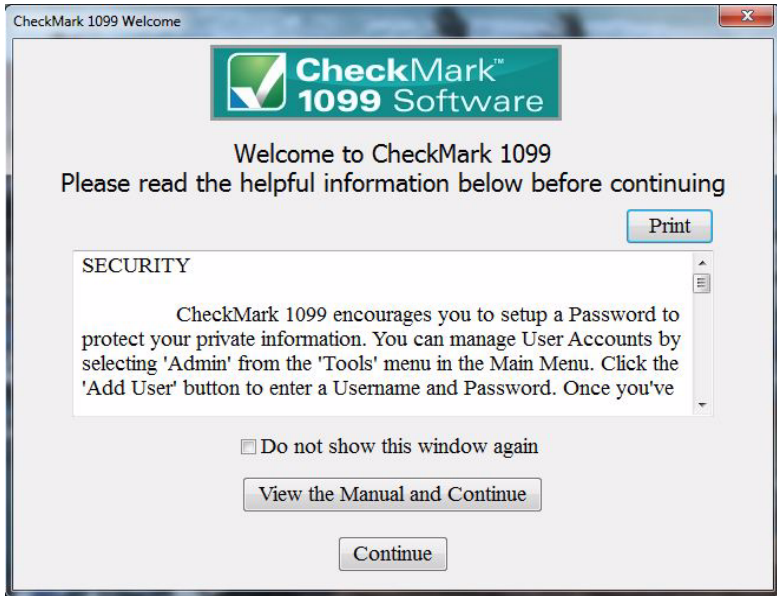 CheckMark 1099 Welcome
CheckMark™
1099 Software
Welcome to CheckMark 1099
Please read the helpful information below before continuing
Print
SECURITY
CheckMark 1099 encourages you to setup a Password to
protect your private information. You can manage User Accounts by
selecting 'Admin' from the 'Tools' menu in the Main Menu. Click the
'Add User' button to enter a Username and Password. Once you've
Do not show this window again
View the Manual and Continue
Continue